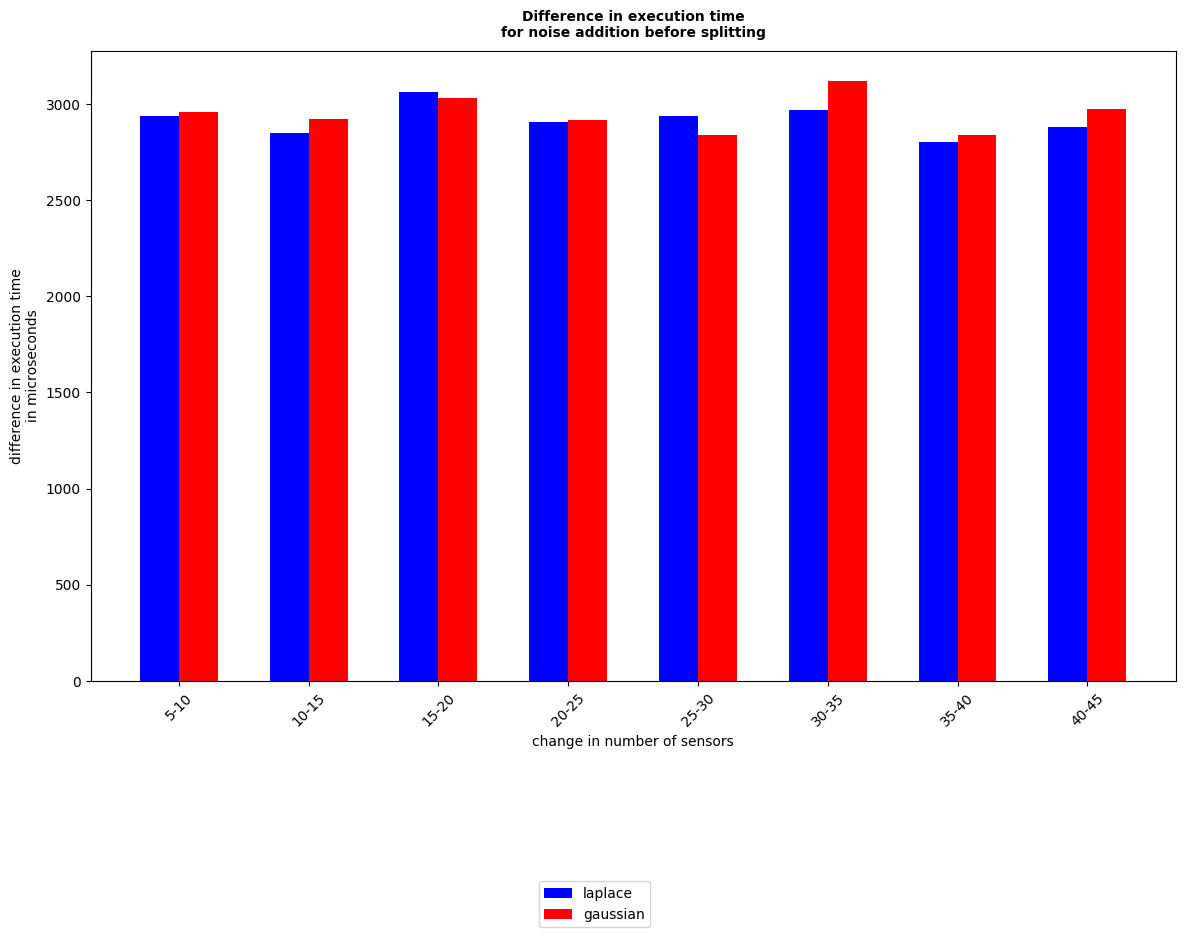 Difference in execution time
for noise addition before splitting
difference in execution time
in microseconds
3000
2500
2000
1500
1000
500
0
5-10
10-15
15-20
20-25
25-30
30-35
35-40
40-45
change in number of sensors
laplace
gaussian